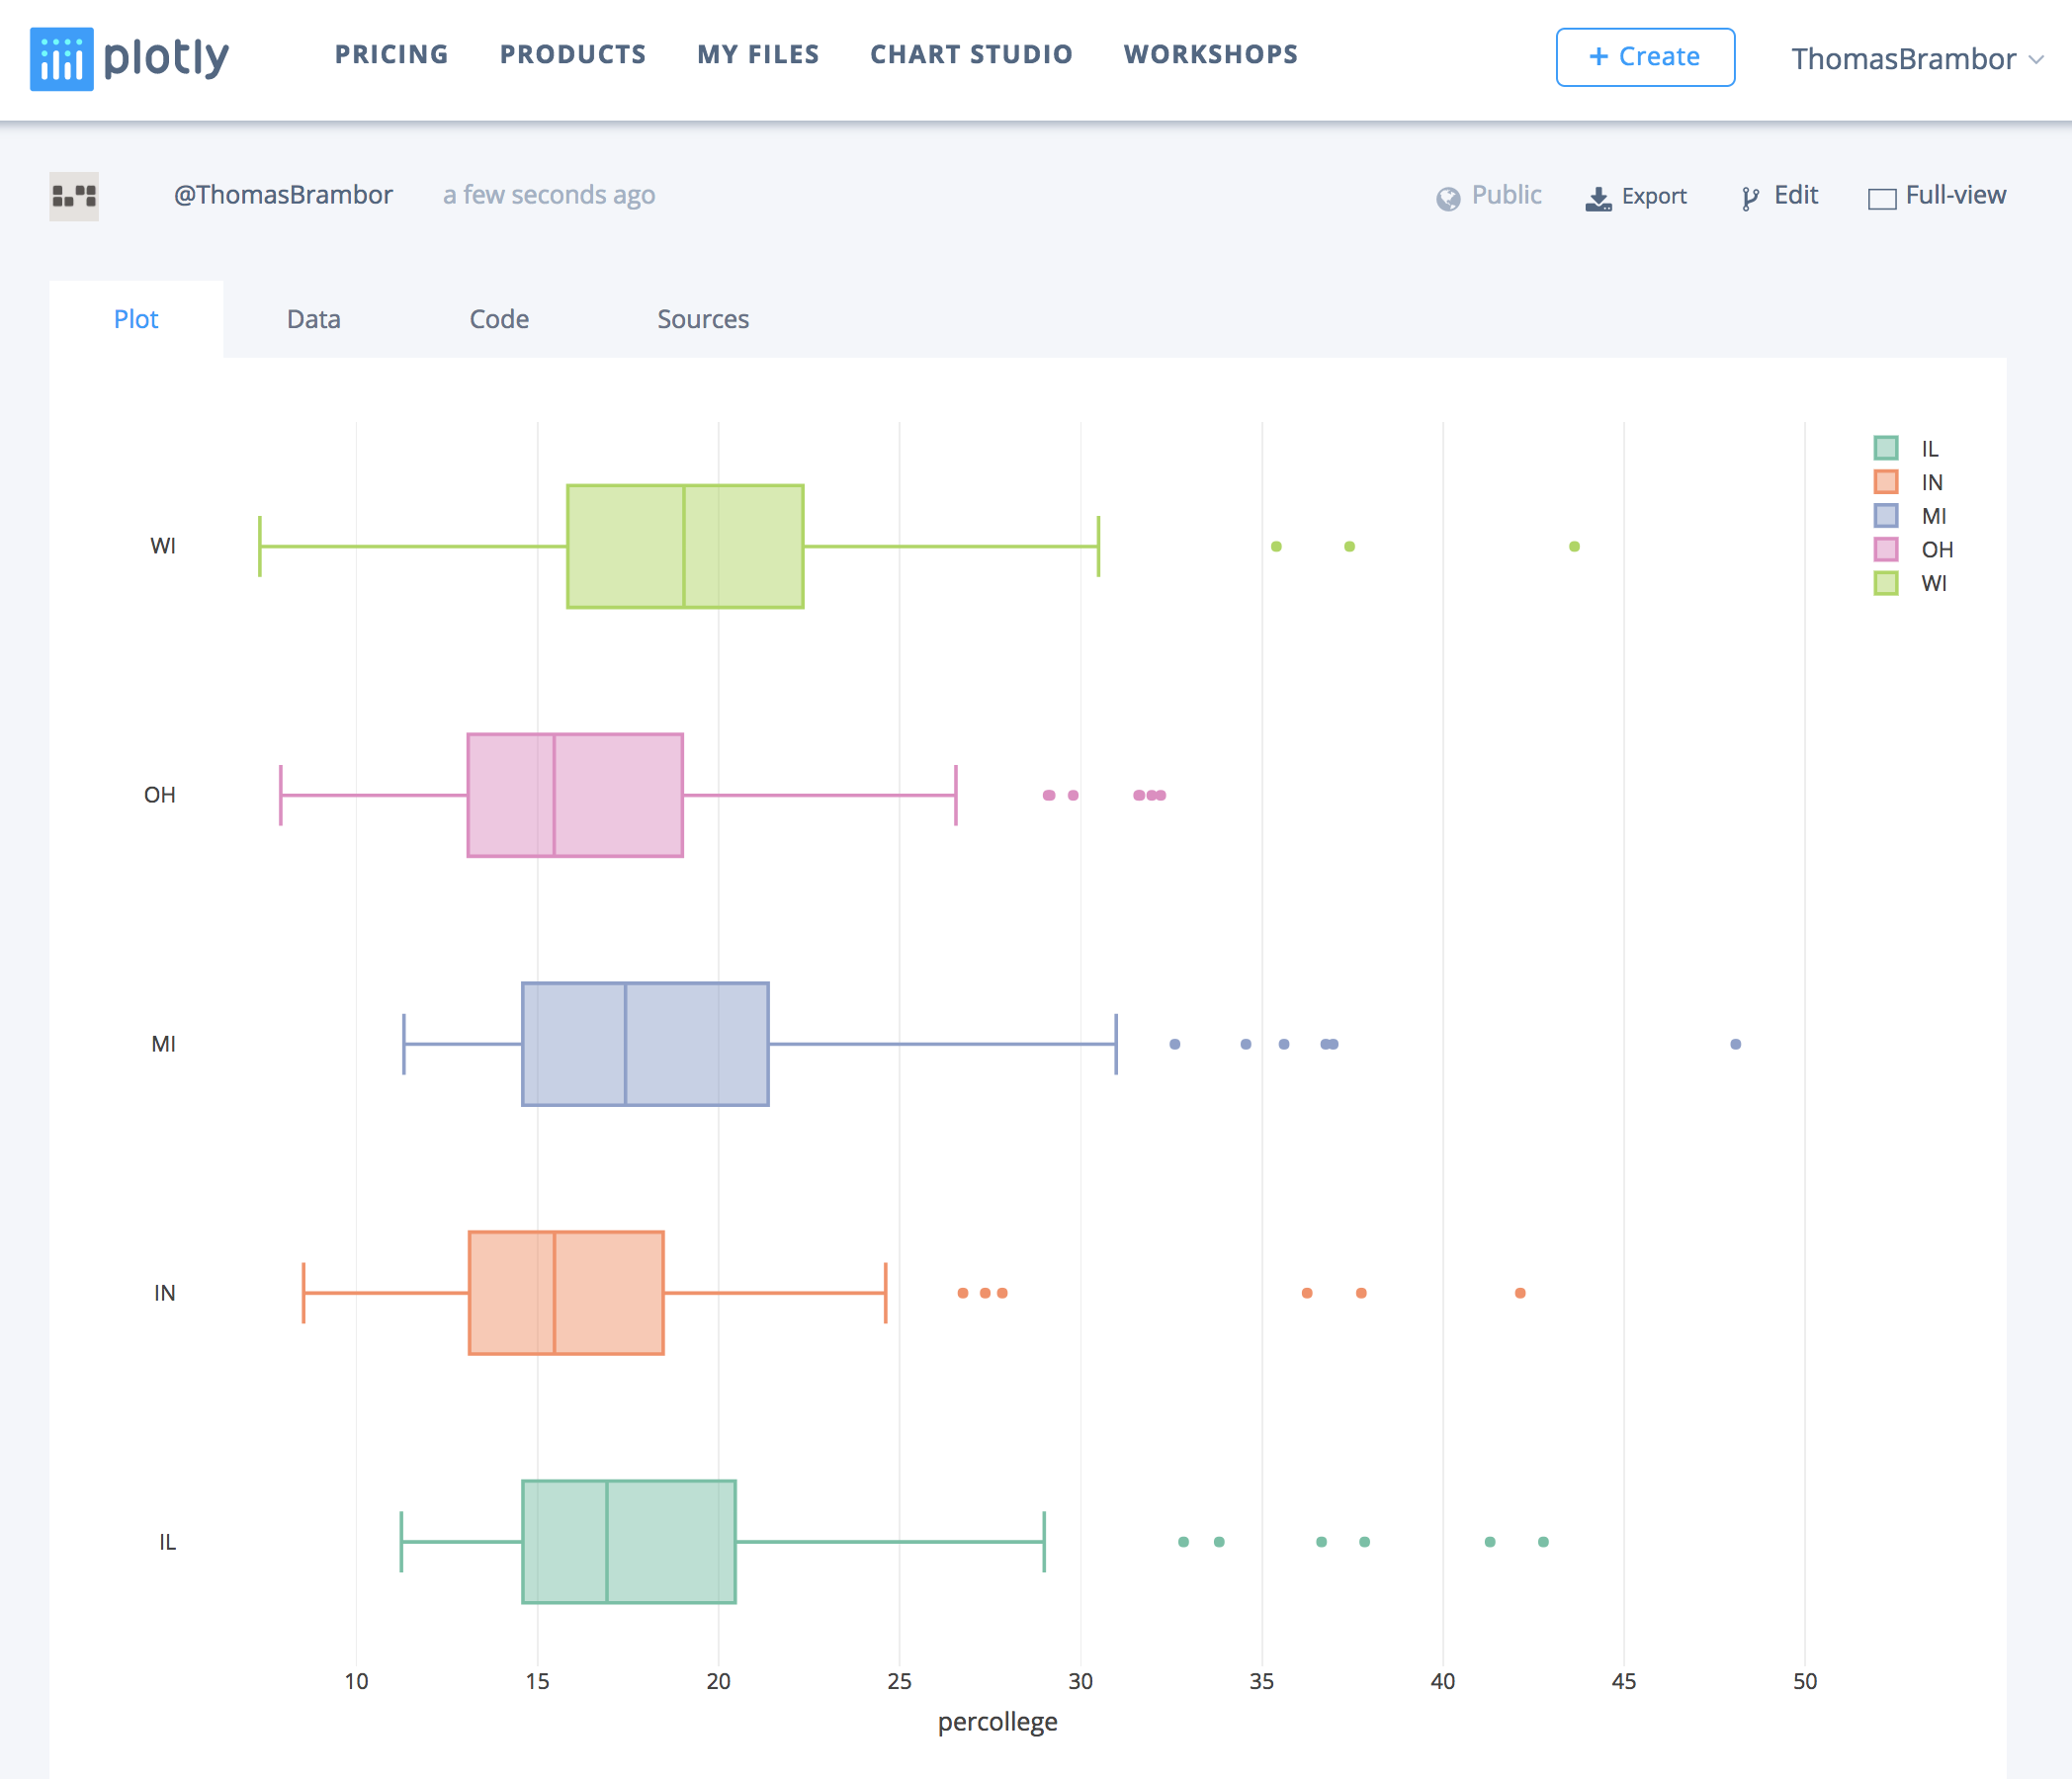 plotly
PRICING PRODUCTS MY FILES CHART STUDIO WORKSHOPS
+ Create
ThomasBrambor
@ThomasBrambor a few seconds ago
Public Export Edit Full-view
Plot Data Code Sources
IL
IN
MI
OH
WI
WI
OH
MI
IN
IL
10 15 20 25 30 35 40 45 50
percollege